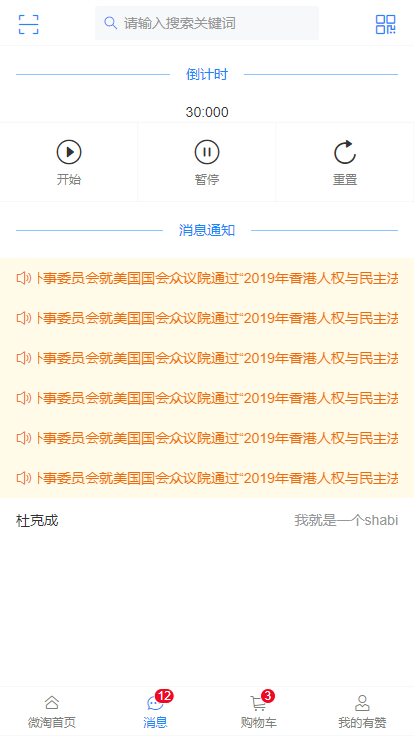 请输入搜索关键词
倒计时
30:000
开始 暂停 重置
消息通知
事委员会就美国国会众议院通过“2019年香港人权与民主法
事委员会就美国国会众议院通过“2019年香港人权与民主法
事委员会就美国国会众议院通过“2019年香港人权与民主法
事委员会就美国国会众议院通过“2019年香港人权与民主法
事委员会就美国国会众议院通过“2019年香港人权与民主法
事委员会就美国国会众议院通过“2019年香港人权与民主法
杜克成 我就是一个shabi
12 3
微淘首页 消息 购物车 我的有赞